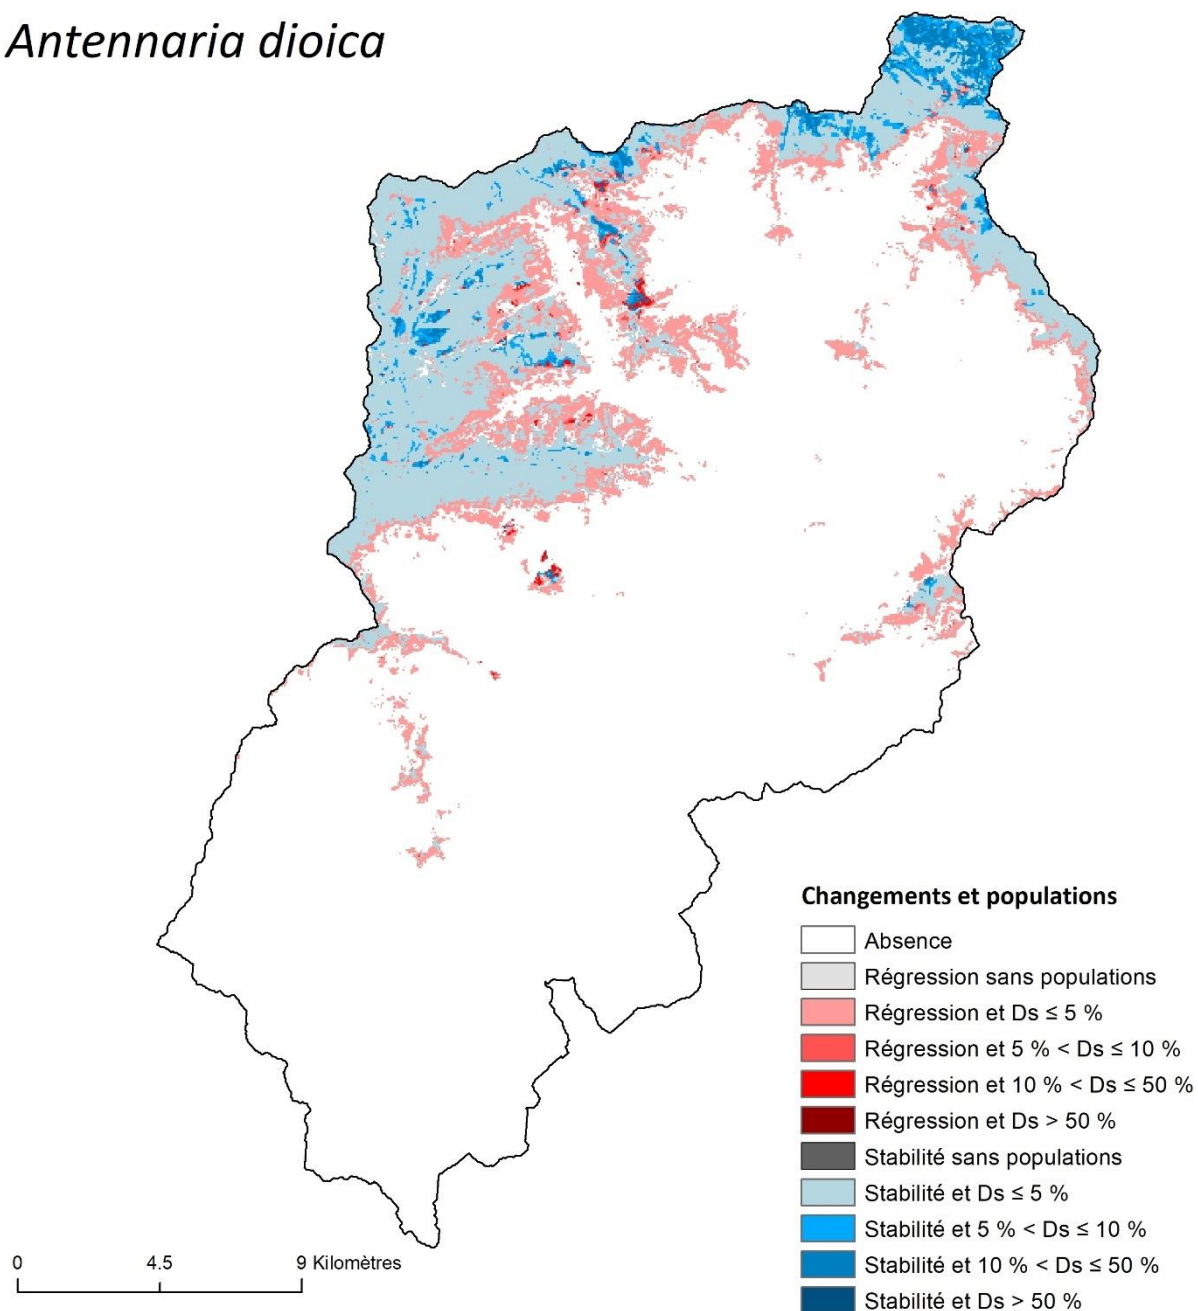 Antennaria dioica
Changements et populations
Absence
Régression sans populations
Régression et Ds ≤ 5 %
Régression et 5 % < Ds ≤ 10 %
Régression et 10 % < Ds ≤ 50 %
Régression et Ds > 50 %
Stabilité sans populations
Stabilité et Ds ≤ 5 %
Stabilité et 5 % < Ds ≤ 10 %
Stabilité et 10 % < Ds ≤ 50 %
Stabilité et Ds > 50 %
0 4.5 9 Kilomètres